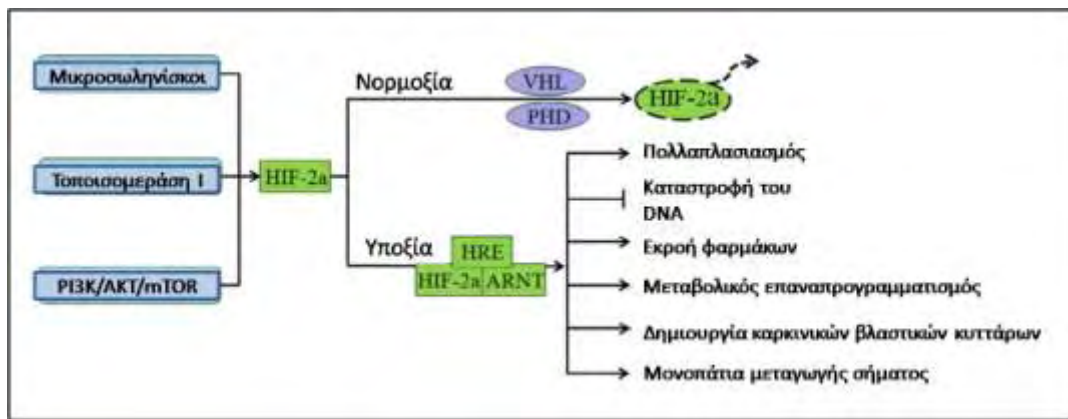 Μικροσωληνίσκοι
Τοποισομεράση Ι
PI3K/AKT/mTOR
HIF-2a
Νορμοξία
VHL
PHD
HIF-2a
Υποξία
HRE
HIF-2a ARNT
Πολλαπλασιασμός
Καταστροφή του
DNA
Εκροή φαρμάκων
Μεταβολικός επαναπρογραμματισμός
Δημιουργία καρκινικών βλαστικών κυττάρων
Μονοπάτια μεταγωγής σήματος